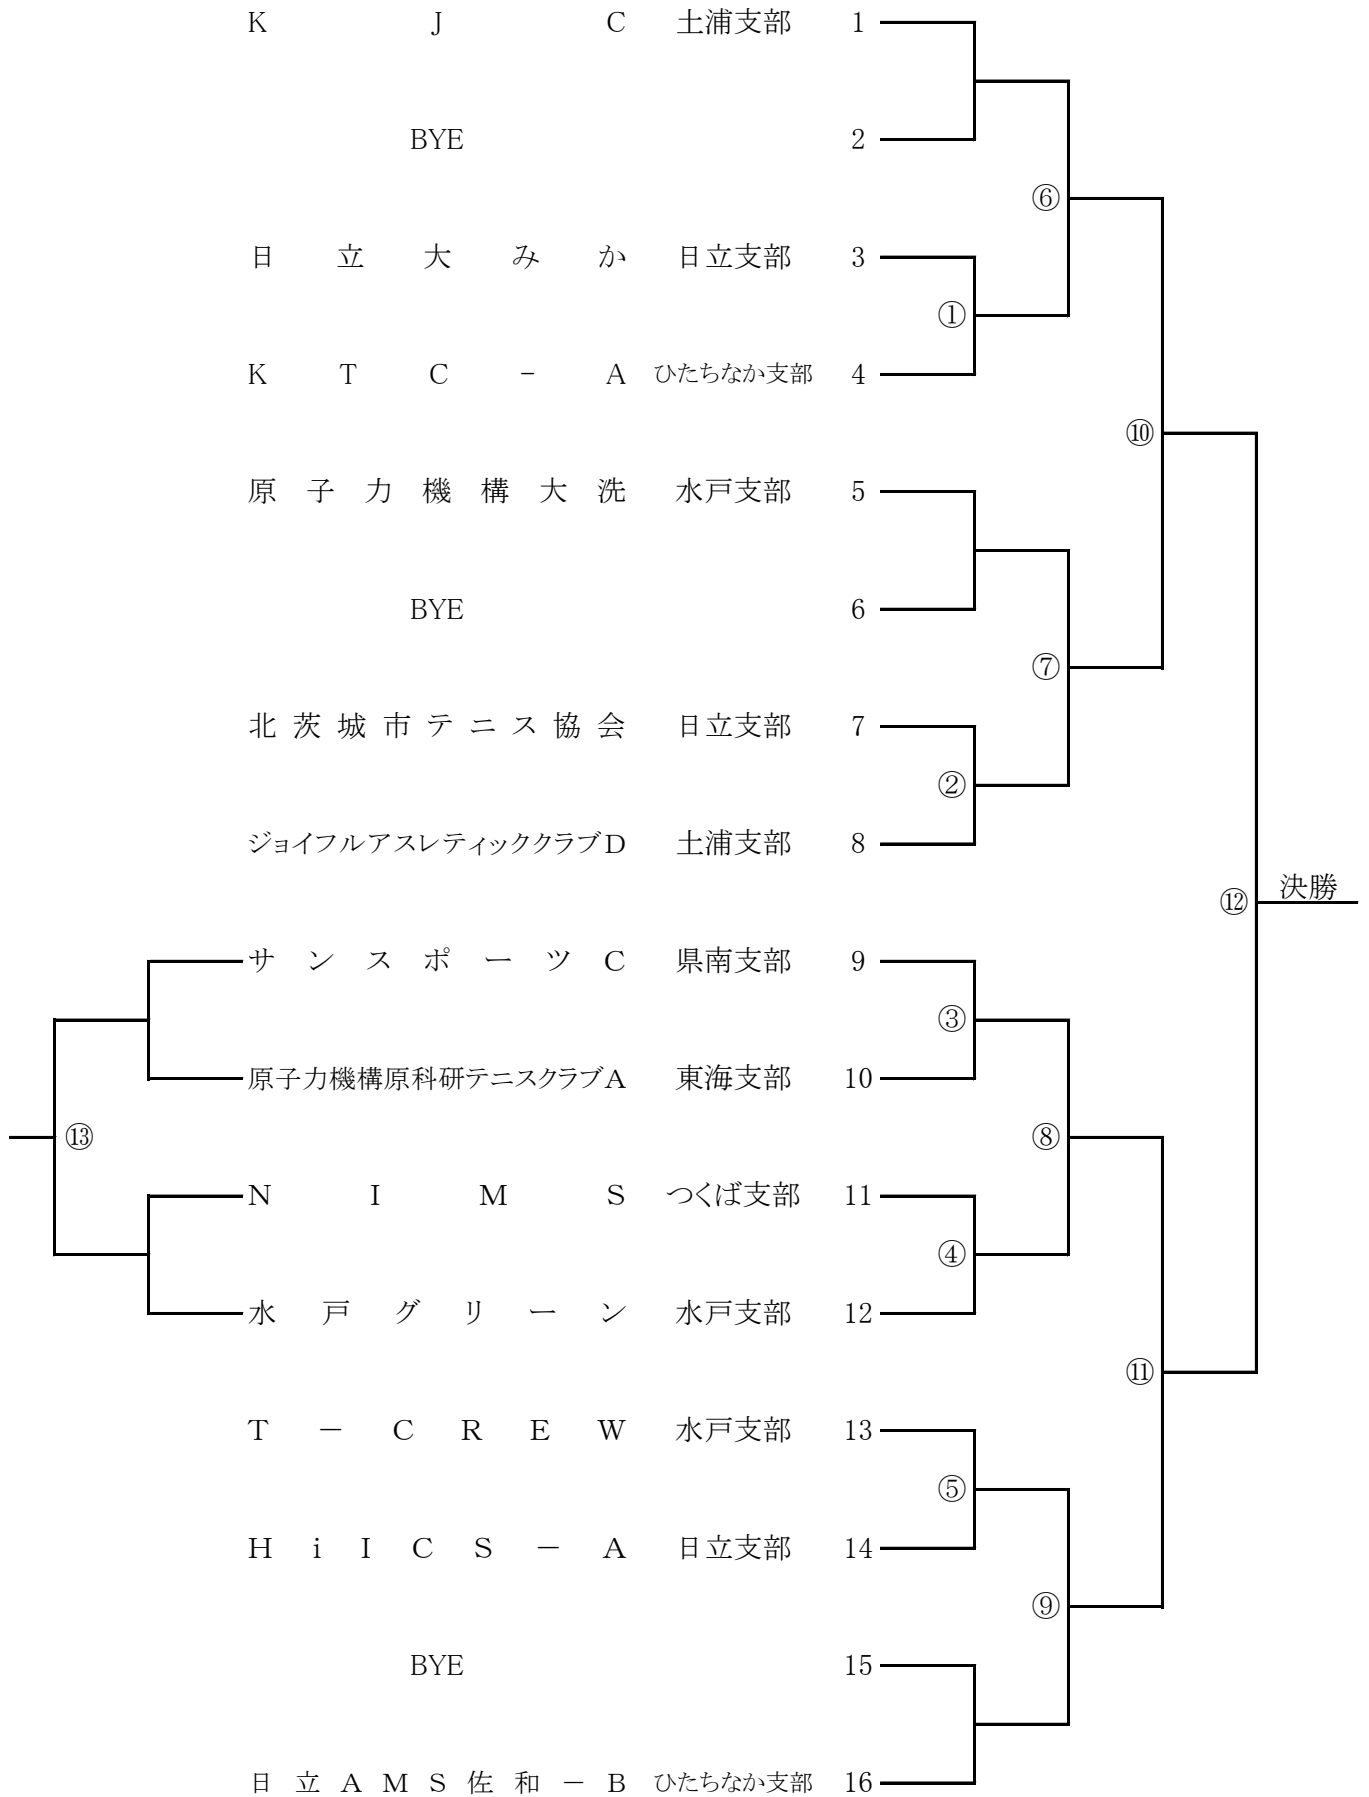 K J C 土浦支部 1
BYE 2
⑥
日立大みか 日立支部 3
①
K T C - A ひたちなか支部 4
⑩
原子力機構大洗 水戸支部 5
BYE 6
⑦
北茨城市テニス協会 日立支部 7
②
ジョイフルアスレティッククラブD 土浦支部 8
⑫ 決勝
サンスポーツC 県南支部 9
③
原子力機構原科研テニスクラブA 東海支部 10
⑬ ⑧
N I M S つくば支部 11
④
水戸グリーン 水戸支部 12
⑪
T － C R E W 水戸支部 13
⑤
H i I C S － A 日立支部 14
⑨
BYE 15
日立AMS佐和－B ひたちなか支部 16